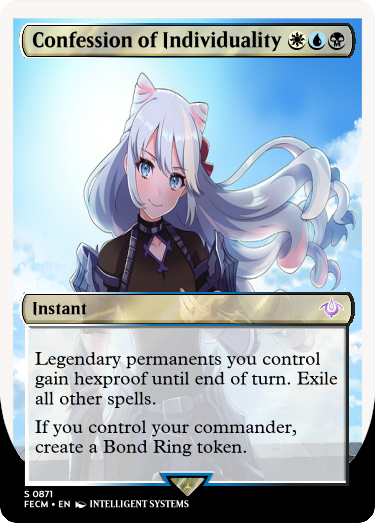 Confession of Individuality
Instant
Legendary permanents you control
gain hexproof until end of turn. Exile
all other spells.
If you control your commander,
create a Bond Ring token.
S 0871
FECM • EN INTELLIGENT SYSTEMS